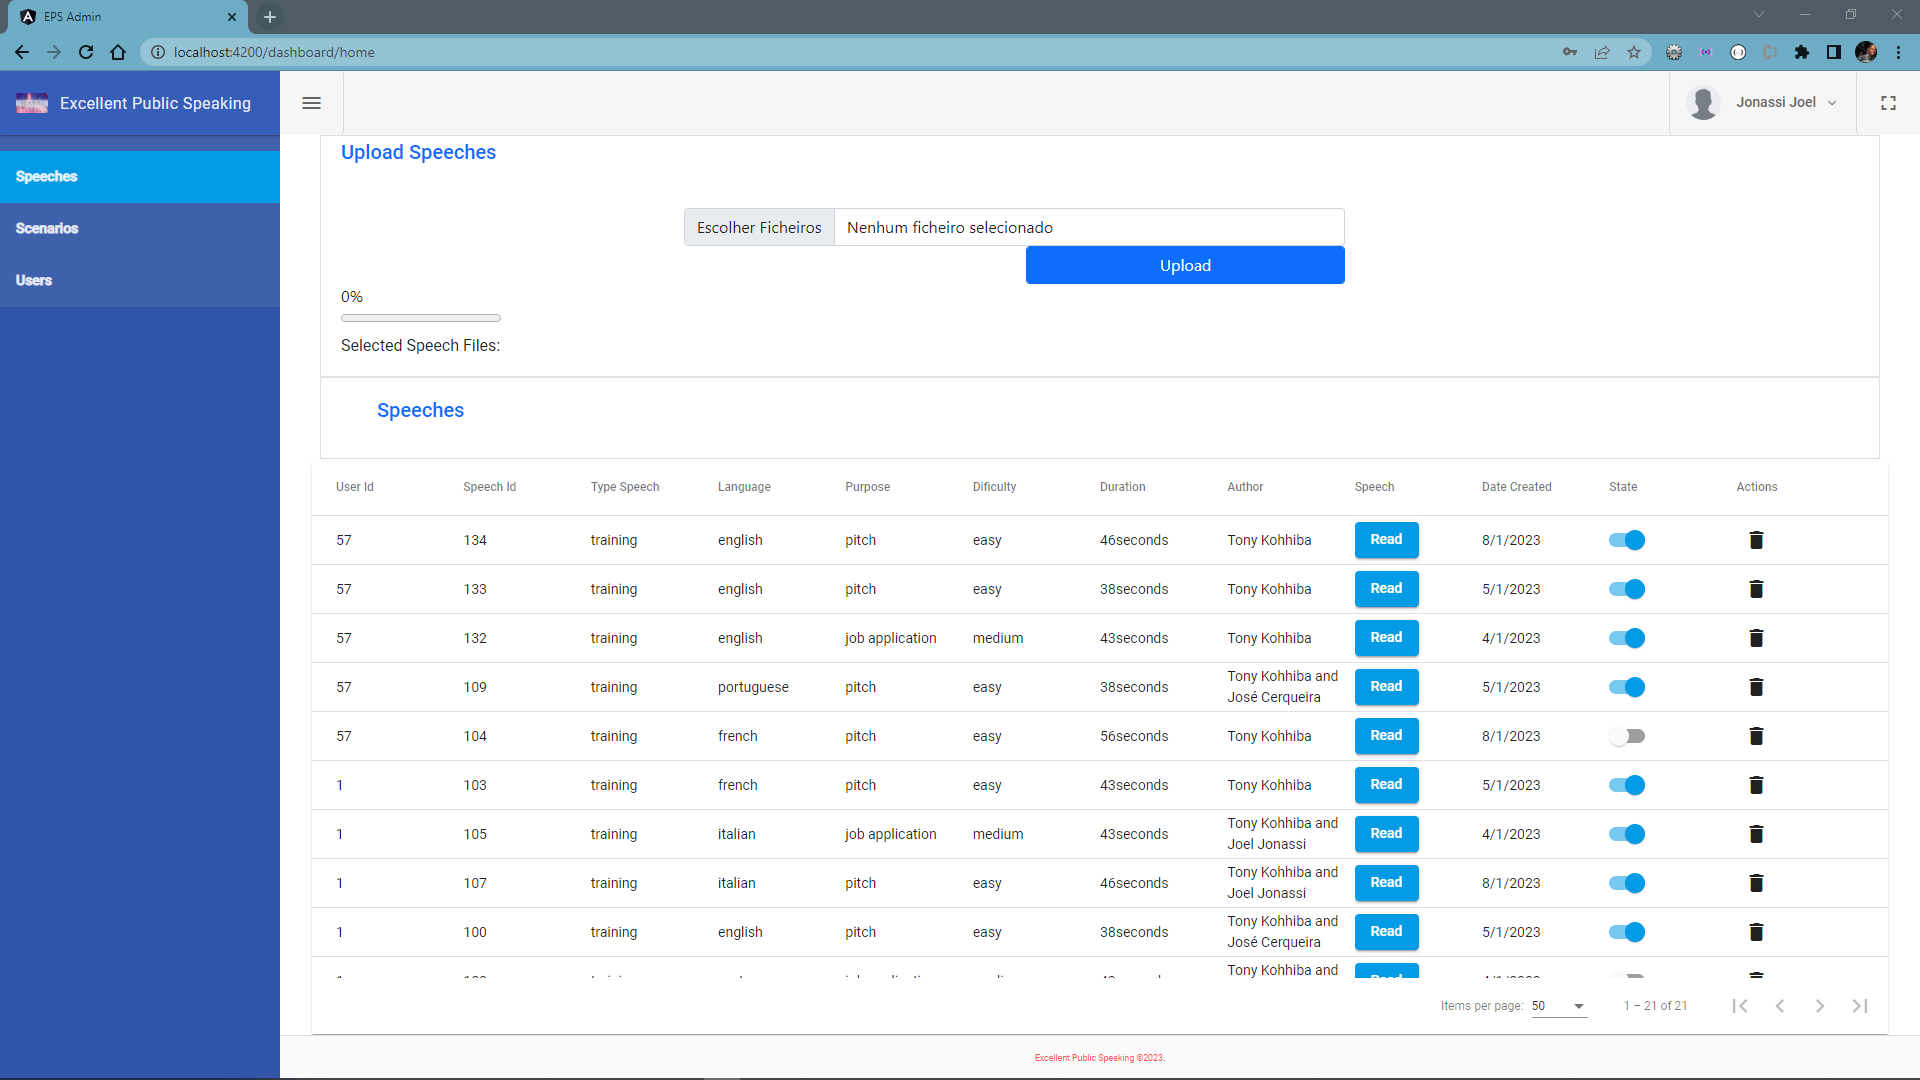 EPS Admin
localhost:4200/dashboard/home
Excellent Public Speaking
Jonassi Joel
Speeches
Scenarios
Users
Upload Speeches
Escolher Ficheiros Nenhum ficheiro selecionado
Upload
0%
Selected Speech Files:
Speeches
User Id Speech Id Type Speech Language Purpose Dificulty Duration Author Speech Date Created State Actions
57 134 training english pitch easy 46seconds Tony Kohhiba Read 8/1/2023
57 133 training english pitch easy 38seconds Tony Kohhiba Read 5/1/2023
57 132 training english job application medium 43seconds Tony Kohhiba Read 4/1/2023
57 109 training portuguese pitch easy 38seconds Tony Kohhiba and José Cerqueira Read 5/1/2023
57 104 training french pitch easy 56seconds Tony Kohhiba Read 8/1/2023
1 103 training french pitch easy 43seconds Tony Kohhiba Read 5/1/2023
1 105 training italian job application medium 43seconds Tony Kohhiba and Joel Jonassi Read 4/1/2023
1 107 training italian pitch easy 46seconds Tony Kohhiba and Joel Jonassi Read 8/1/2023
1 100 training english pitch easy 38seconds Tony Kohhiba and José Cerqueira Read 5/1/2023
Tony Kohhiba and
Items per page: 50 1 – 21 of 21
Excellent Public Speaking ©2023.